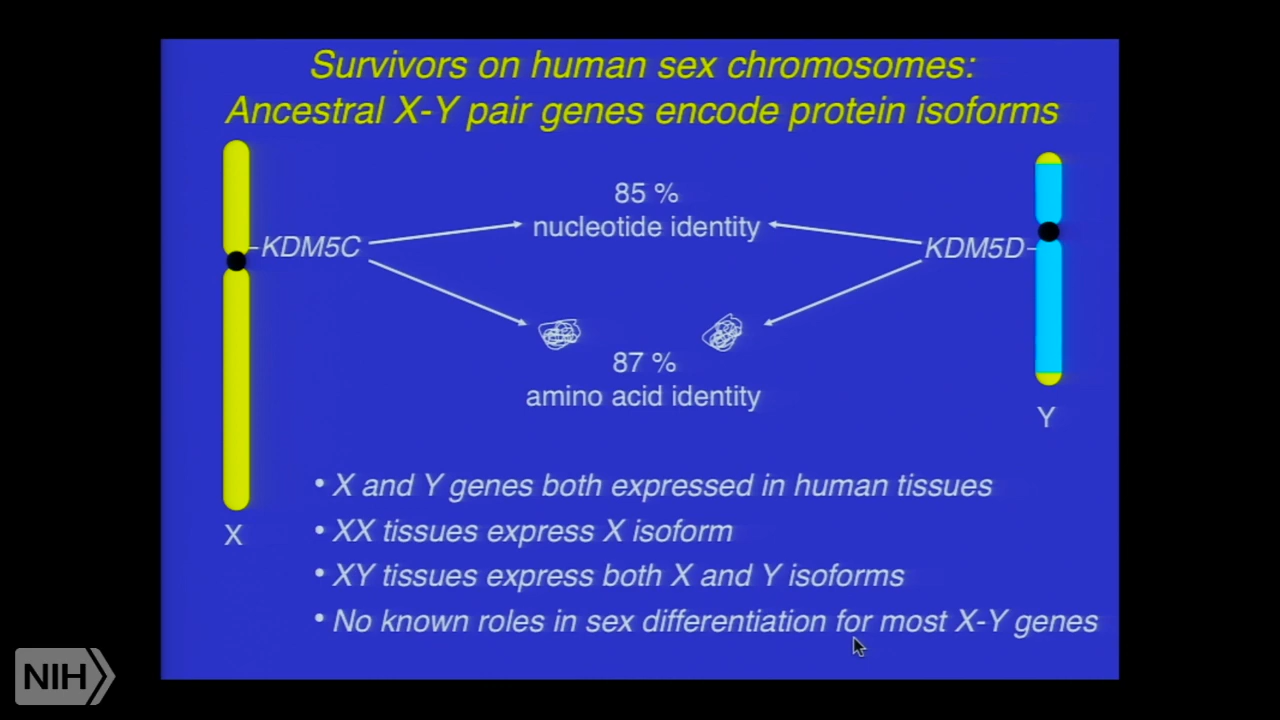 Survivors on human sex chromosomes:
Ancestral X-Y pair genes encode protein isoforms
85 %
nucleotide identity
KDM5C
KDM5D
87 %
amino acid identity
Y
X
• X and Y genes both expressed in human tissues
• XX tissues express X isoform
• XY tissues express both X and Y isoforms
• No known roles in sex differentiation for most X-Y genes
NIH